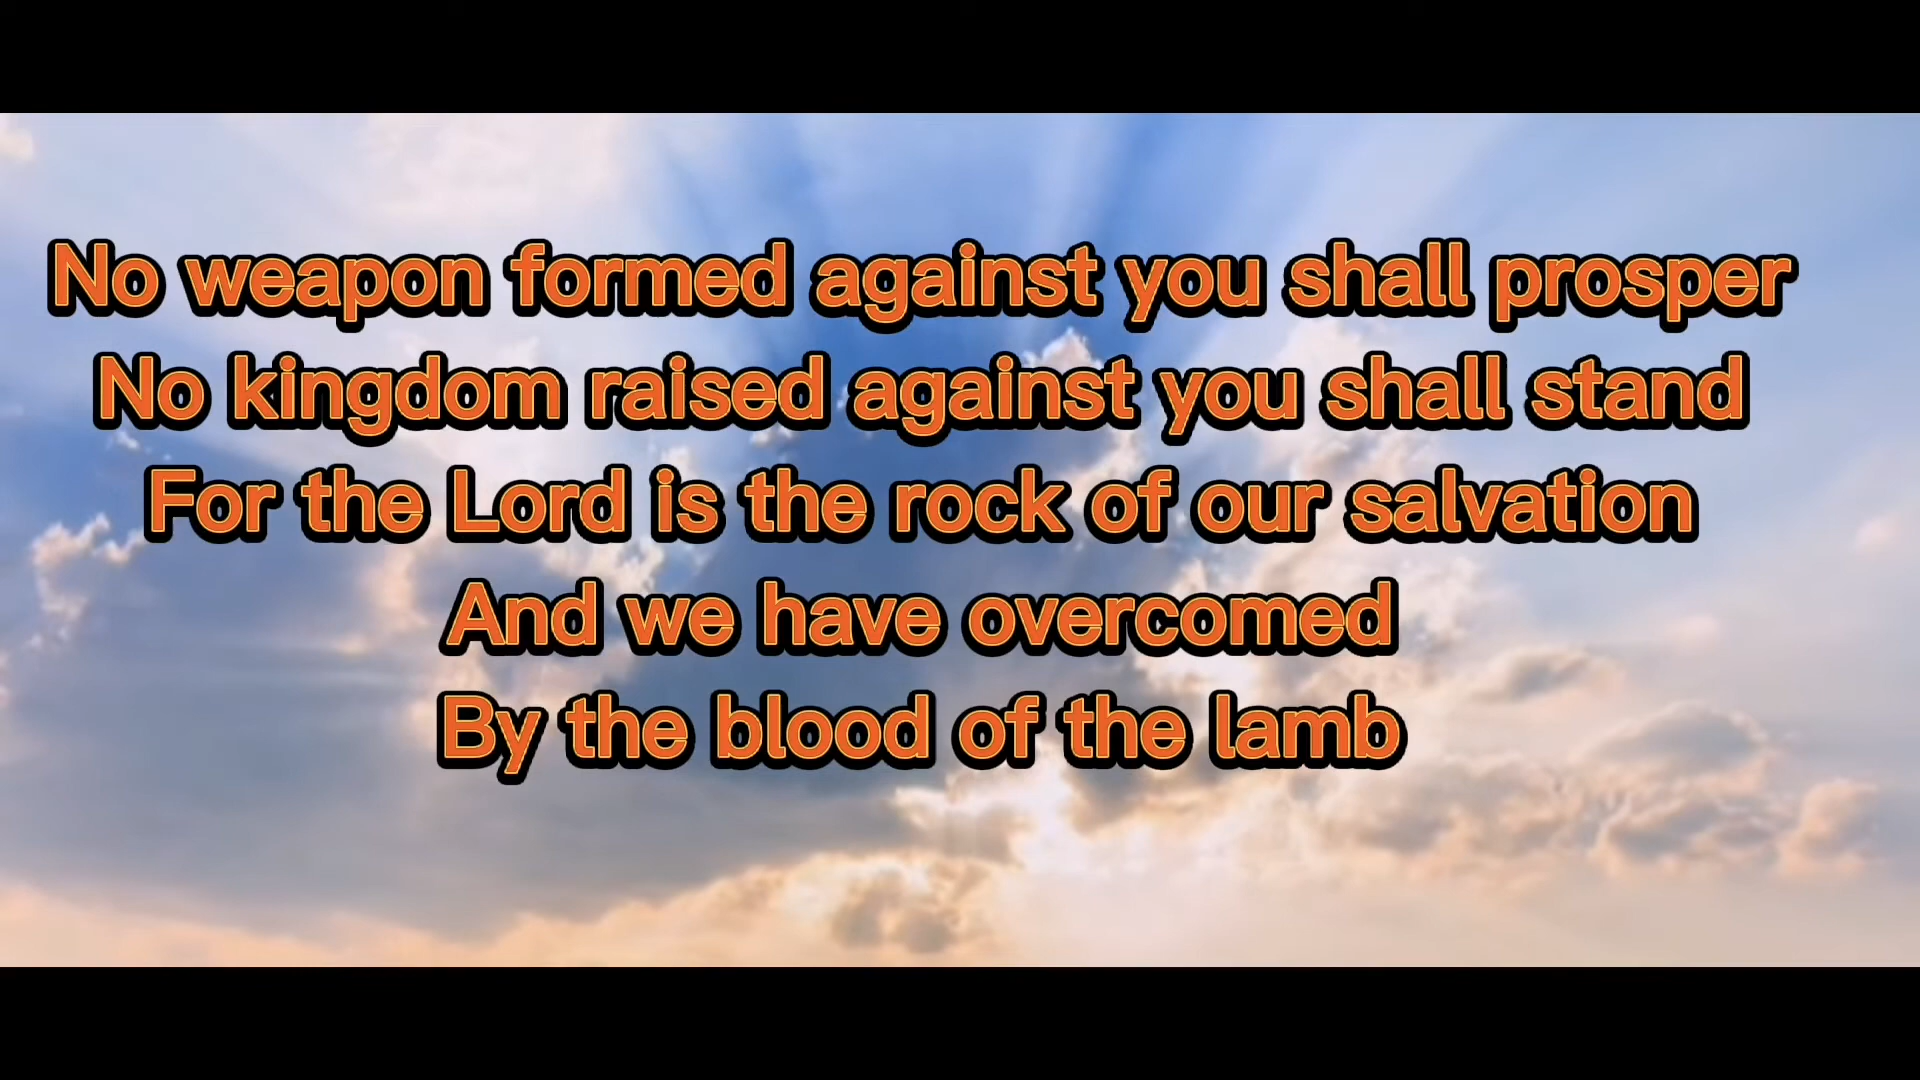 No weapon formed against you shall prosper
No kingdom raised against you shall stand
For the Lord is the rock of our salvation
And we have overcomed
By the blood of the lamb